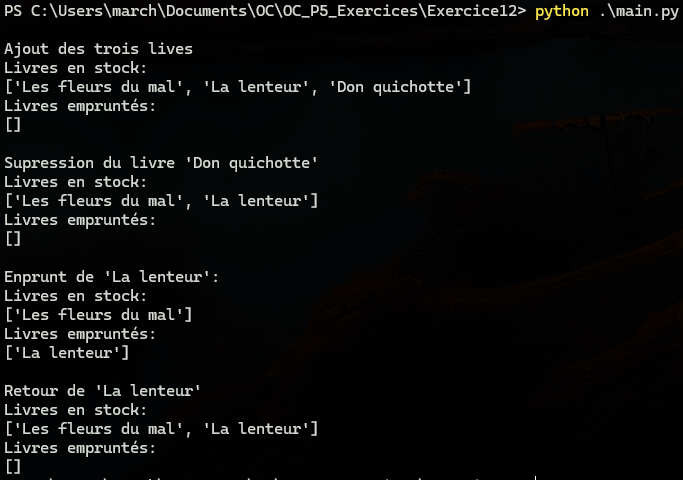 PS C:\Users\march\Documents\OC\OC_P5_Exercices\Exercice12> python .\main.py
Ajout des trois lives
Livres en stock:
['Les fleurs du mal', 'La lenteur', 'Don quichotte']
Livres empruntés:
[]
Supression du livre 'Don quichotte'
Livres en stock:
['Les fleurs du mal', 'La lenteur']
Livres empruntés:
[]
Enprunt de 'La lenteur':
Livres en stock:
['Les fleurs du mal']
Livres empruntés:
['La lenteur']
Retour de 'La lenteur'
Livres en stock:
['Les fleurs du mal', 'La lenteur']
Livres empruntés:
[]